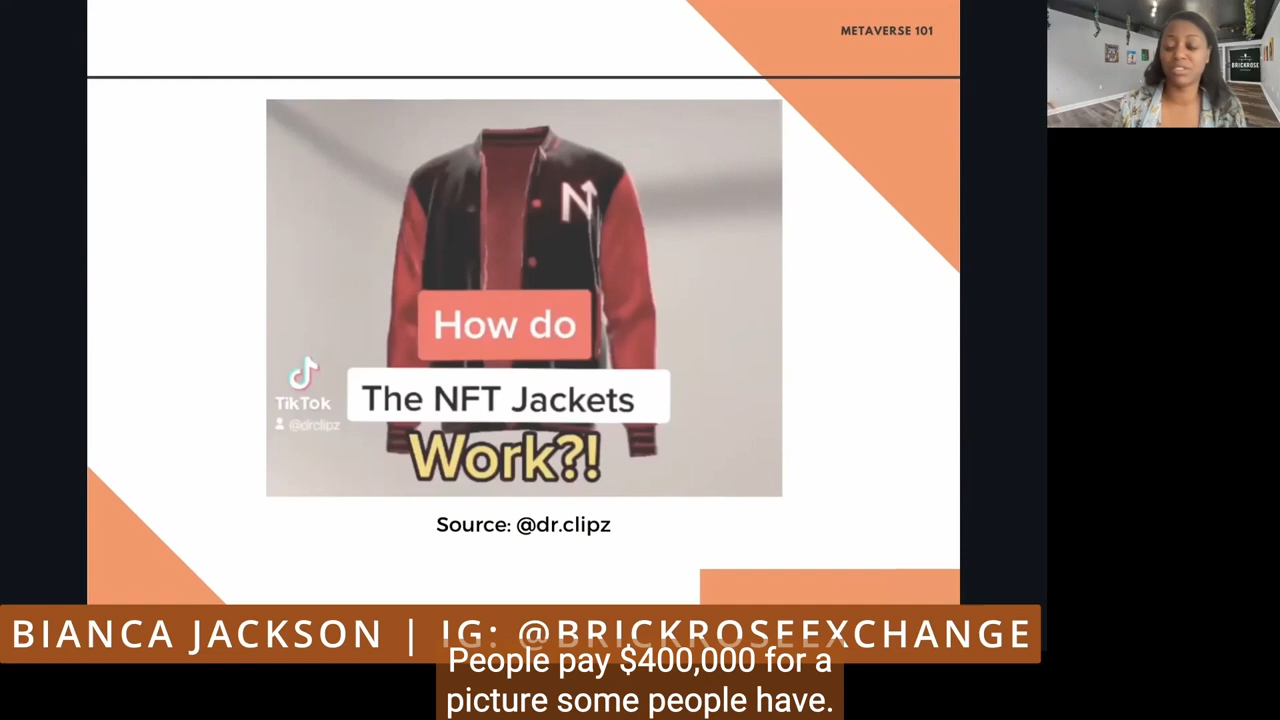 METAVERSE 101
BRICKROSE
N
How do
The NFT Jackets
Work?!
TikTok
@drclipz
Source: @dr.clipz
BIANCA JACKSON | IG: @BRICKROSEEXCHANGE
People pay $400,000 for a
picture some people have.